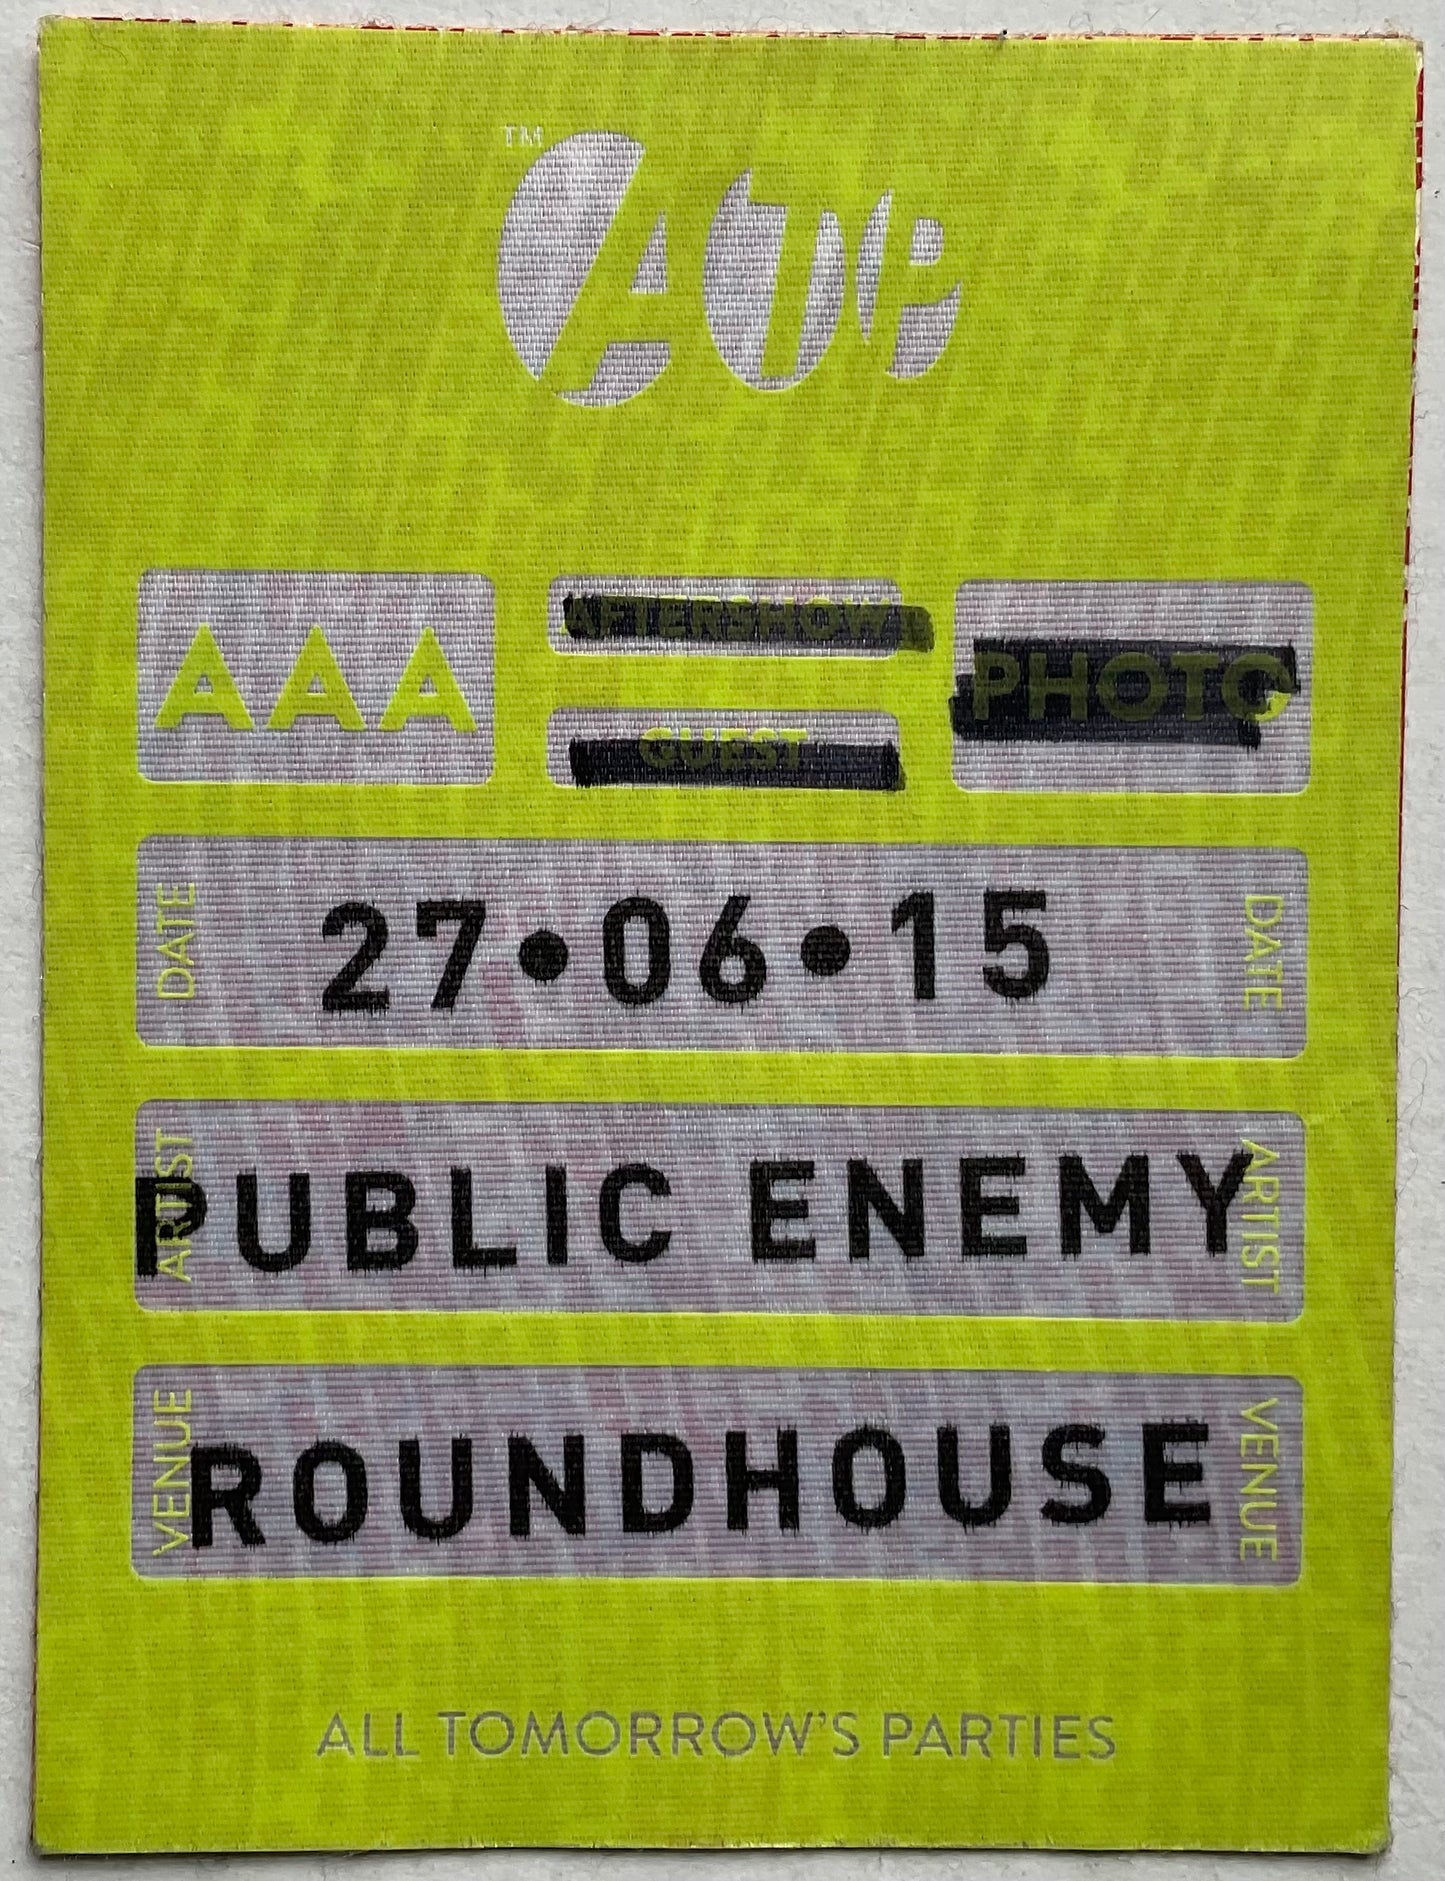 TM
ATP
AAA
AFTERSHOW
GUEST
PHOTO
DATE 27•06•15 DATE
ARTIST PUBLIC ENEMY ARTIST
VENUE ROUNDHOUSE VENUE
ALL TOMORROW'S PARTIES